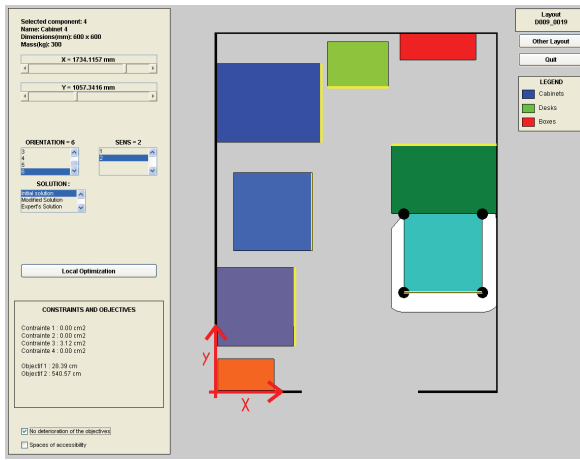 Selected component: 4
Name: Cabinet 4
Dimensions(mm): 600 x 600
Mass(kg): 300
X = 1734.1157 mm
Y = 1057.3416 mm
ORIENTATION = 6
SENS = 2
3
4
5
6
1
2
SOLUTION :
Initial solution
Modified Solution
Expert's Solution
Local Optimization
CONSTRAINTS AND OBJECTIVES
Contrainte 1 : 0.00 cm2
Contrainte 2 : 0.00 cm2
Contrainte 3 : 3.12 cm2
Contrainte 4 : 0.00 cm2
Objectif 1 : 28.39 cm
Objectif 2 : 540.57 cm
No deterioration of the objectives
Spaces of accessibility
y
X
Layout
D009_0019
Other Layout
Quit
LEGEND
Cabinets
Desks
Boxes